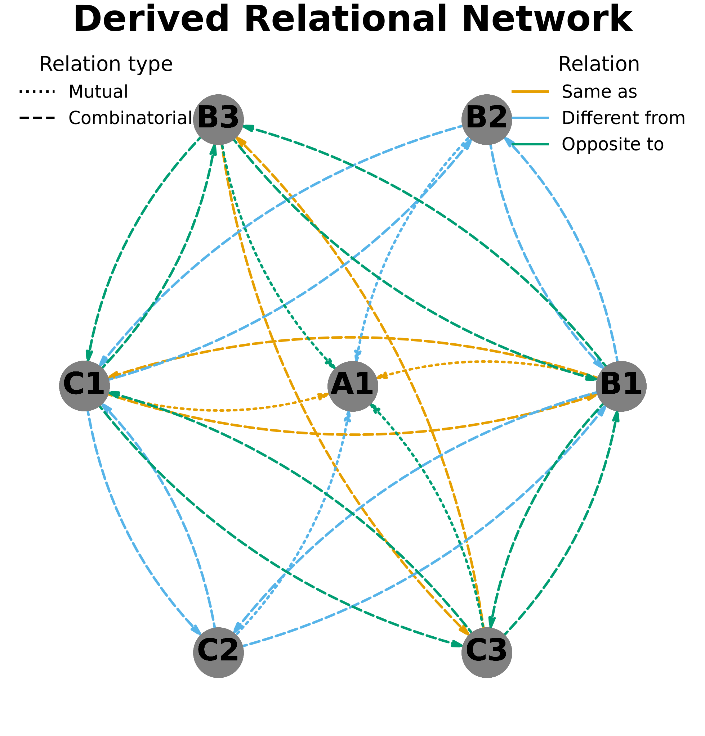 Derived Relational Network
Relation type
Mutual
Combinatorial
Relation
Same as
Different from
Opposite to
B3
B2
C1
A1
B1
C2
C3